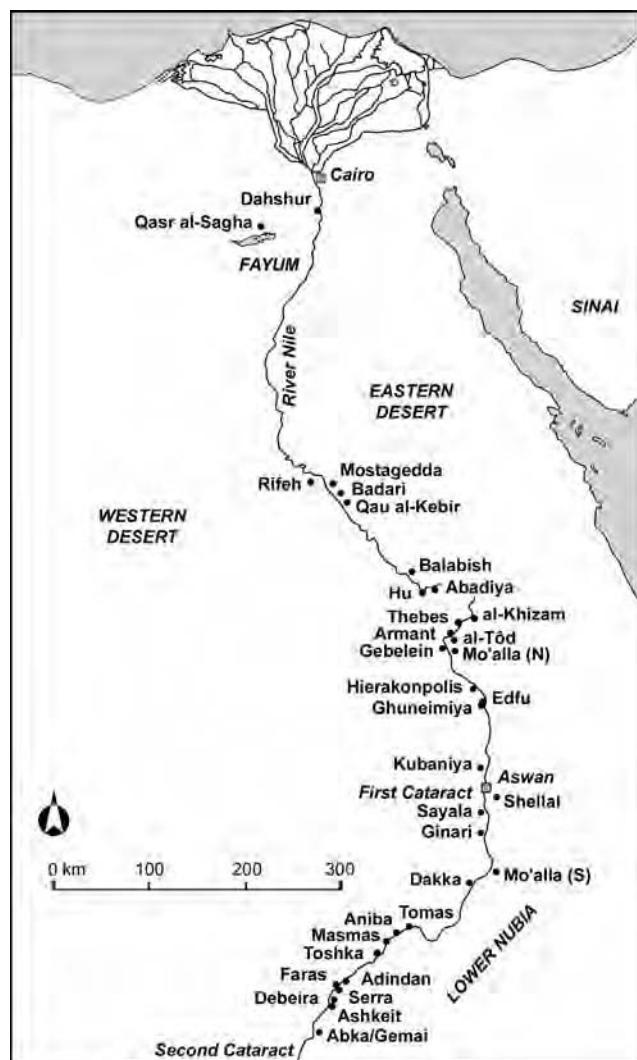 Cairo
Dahshur
Qasr al-Sagha
FAYUM
SINAI
River Nile
EASTERN
DESERT
Mostagedda
Rifeh
Badari
Qau al-Kebir
WESTERN
DESERT
Balabish
Hu
Abadiya
Thebes
al-Khizam
Armant
al-Tôd
Gebelein
Mo'alla (N)
Hierakonpolis
Edfu
Ghuneimiya
Kubaniya
Aswan
First Cataract
Shellal
Sayala
Ginari
0 km 100 200 300
Mo'alla (S)
Dakka
Tomas
Aniba
Masmas
Toshka
LOWER NUBIA
Faras
Adindan
Debeira
Serra
Ashkeit
Abka/Gemai
Second Cataract